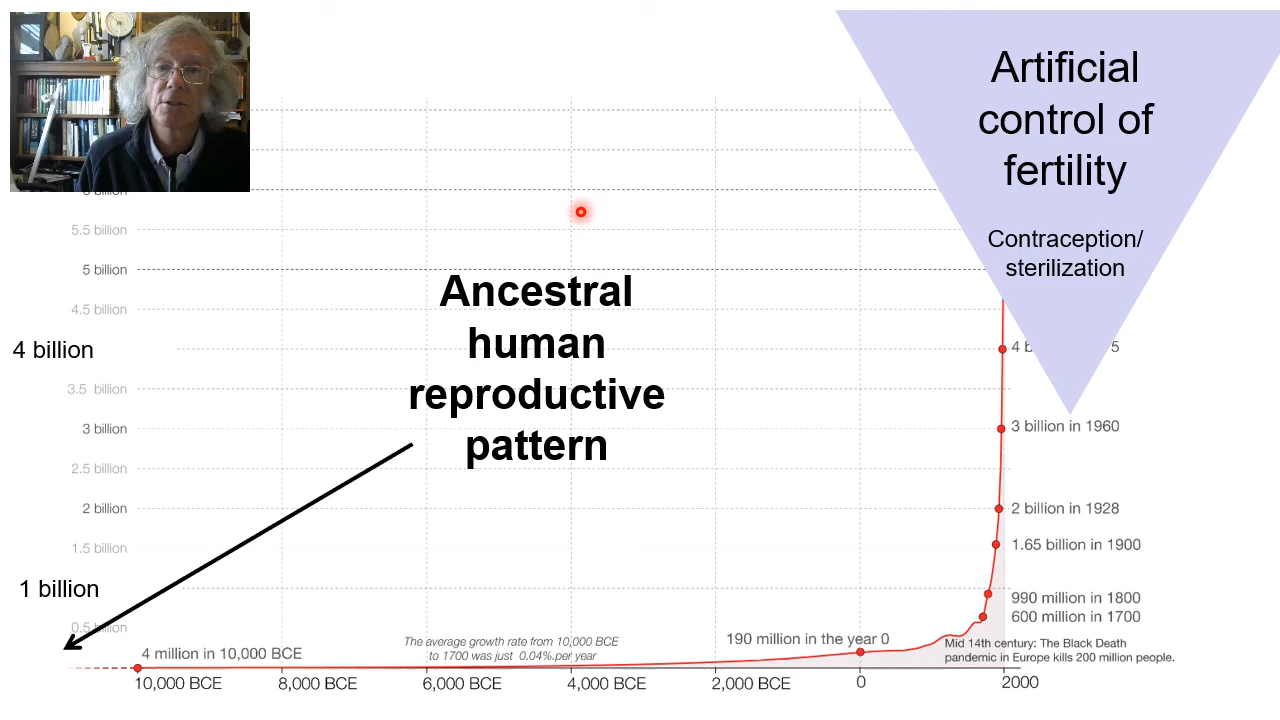 Artificial
control of
fertility
Contraception/
sterilization
5.5 billion
5 billion
4.5 billion
4 billion
3.5 billion
3 billion
2.5 billion
2 billion
1.5 billion
1 billion
0.5 billion
Ancestral
human
reproductive
pattern
3 billion in 1960
2 billion in 1928
1.65 billion in 1900
990 million in 1800
600 million in 1700
190 million in the year 0
Mid 14th century: The Black Death
pandemic in Europe kills 200 million people.
The average growth rate from 10,000 BCE
to 1700 was just 0.04%.per year
4 million in 10,000 BCE
10,000 BCE
8,000 BCE
6,000 BCE
4,000 BCE
2,000 BCE
0
2000